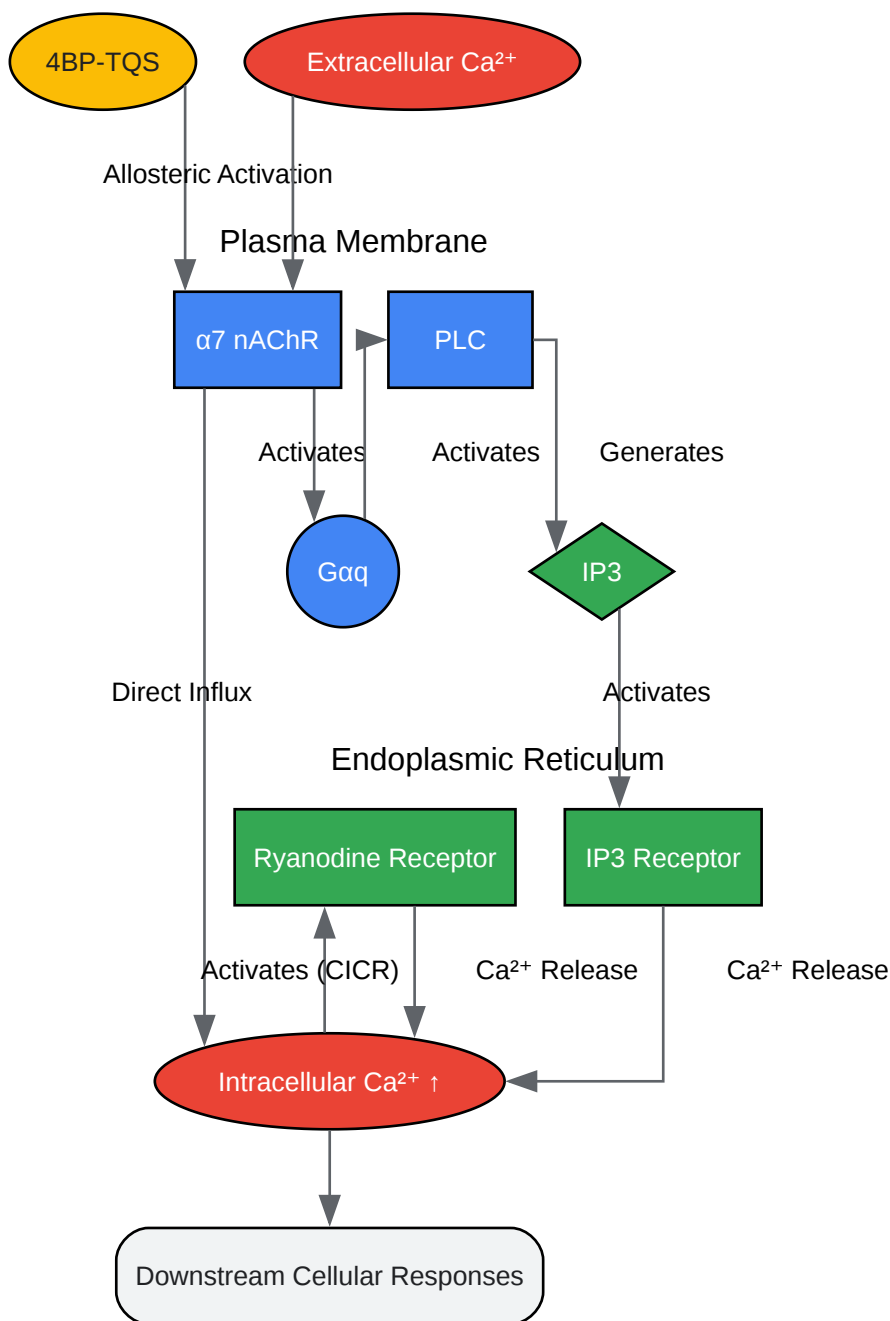 4BP-TQS
Extracellular Ca²⁺
Allosteric Activation
Plasma Membrane
α7 nAChR
PLC
Activates
Activates
Generates
Gαq
IP3
Direct Influx
Activates
Endoplasmic Reticulum
Ryanodine Receptor
IP3 Receptor
Activates (CICR)
Ca²⁺ Release
Ca²⁺ Release
Intracellular Ca²⁺ ↑
Downstream Cellular Responses